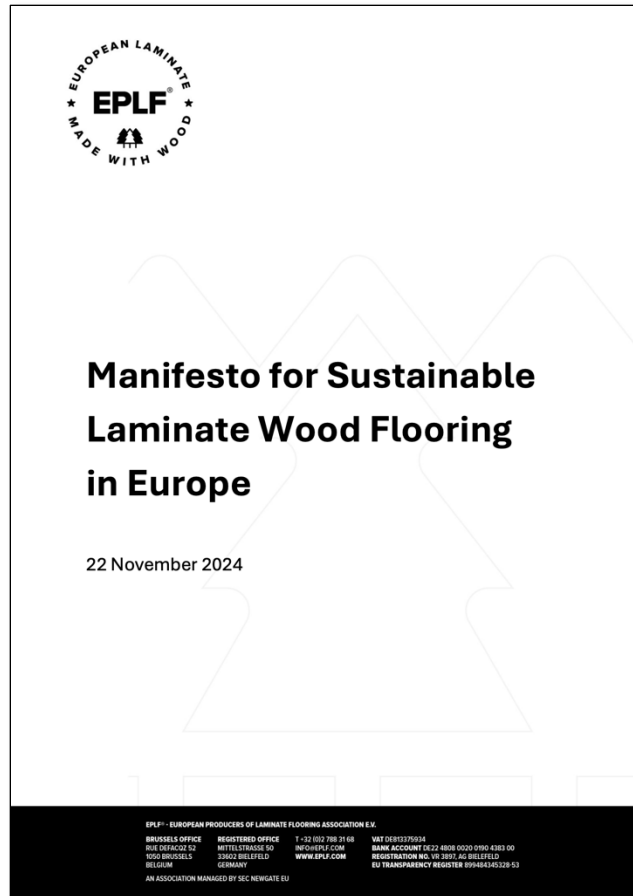 EUROPEAN LAMINATE
EPLF®
MADE WITH WOOD
Manifesto for Sustainable
Laminate Wood Flooring
in Europe
22 November 2024
EPLF® - EUROPEAN PRODUCERS OF LAMINATE FLOORING ASSOCIATION E.V.
BRUSSELS OFFICE
RUE DEFACQZ 52
1050 BRUSSELS
BELGIUM
REGISTERED OFFICE
MITTELSTRASSE 50
33602 BIELEFELD
GERMANY
T +32 (0)2 788 31 68
INFO@EPLF.COM
WWW.EPLF.COM
VAT DE813375934
BANK ACCOUNT DE22 4808 0020 0190 4383 00
REGISTRATION NO. VR 3897, AG BIELEFELD
EU TRANSPARENCY REGISTER 899484345328-53
AN ASSOCIATION MANAGED BY SEC NEWGATE EU